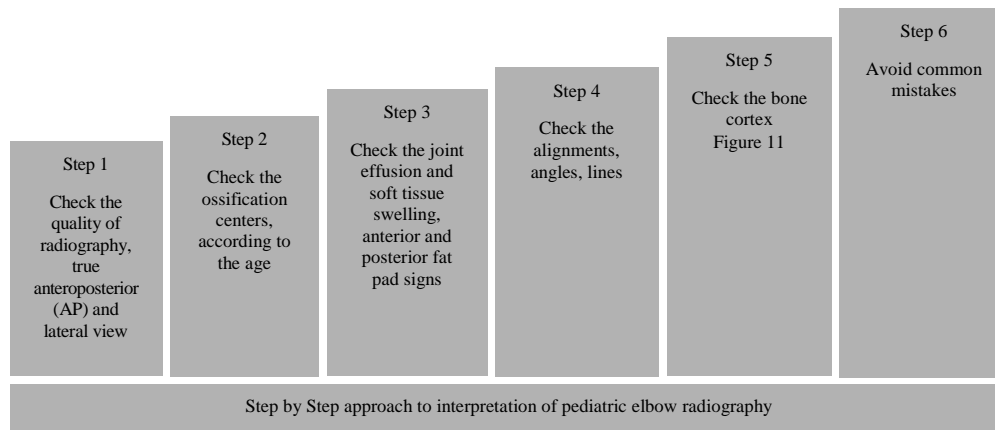 Step 1
Check the
quality of
radiography,
true
anteroposterior
(AP) and
lateral view
Step 2
Check the
ossification
centers,
according to
the age
Step 3
Check the joint
effusion and
soft tissue
swelling,
anterior and
posterior fat
pad signs
Step 4
Check the
alignments,
angles, lines
Step 5
Check the bone
cortex
Figure 11
Step 6
Avoid common
mistakes
Step by Step approach to interpretation of pediatric elbow radiography